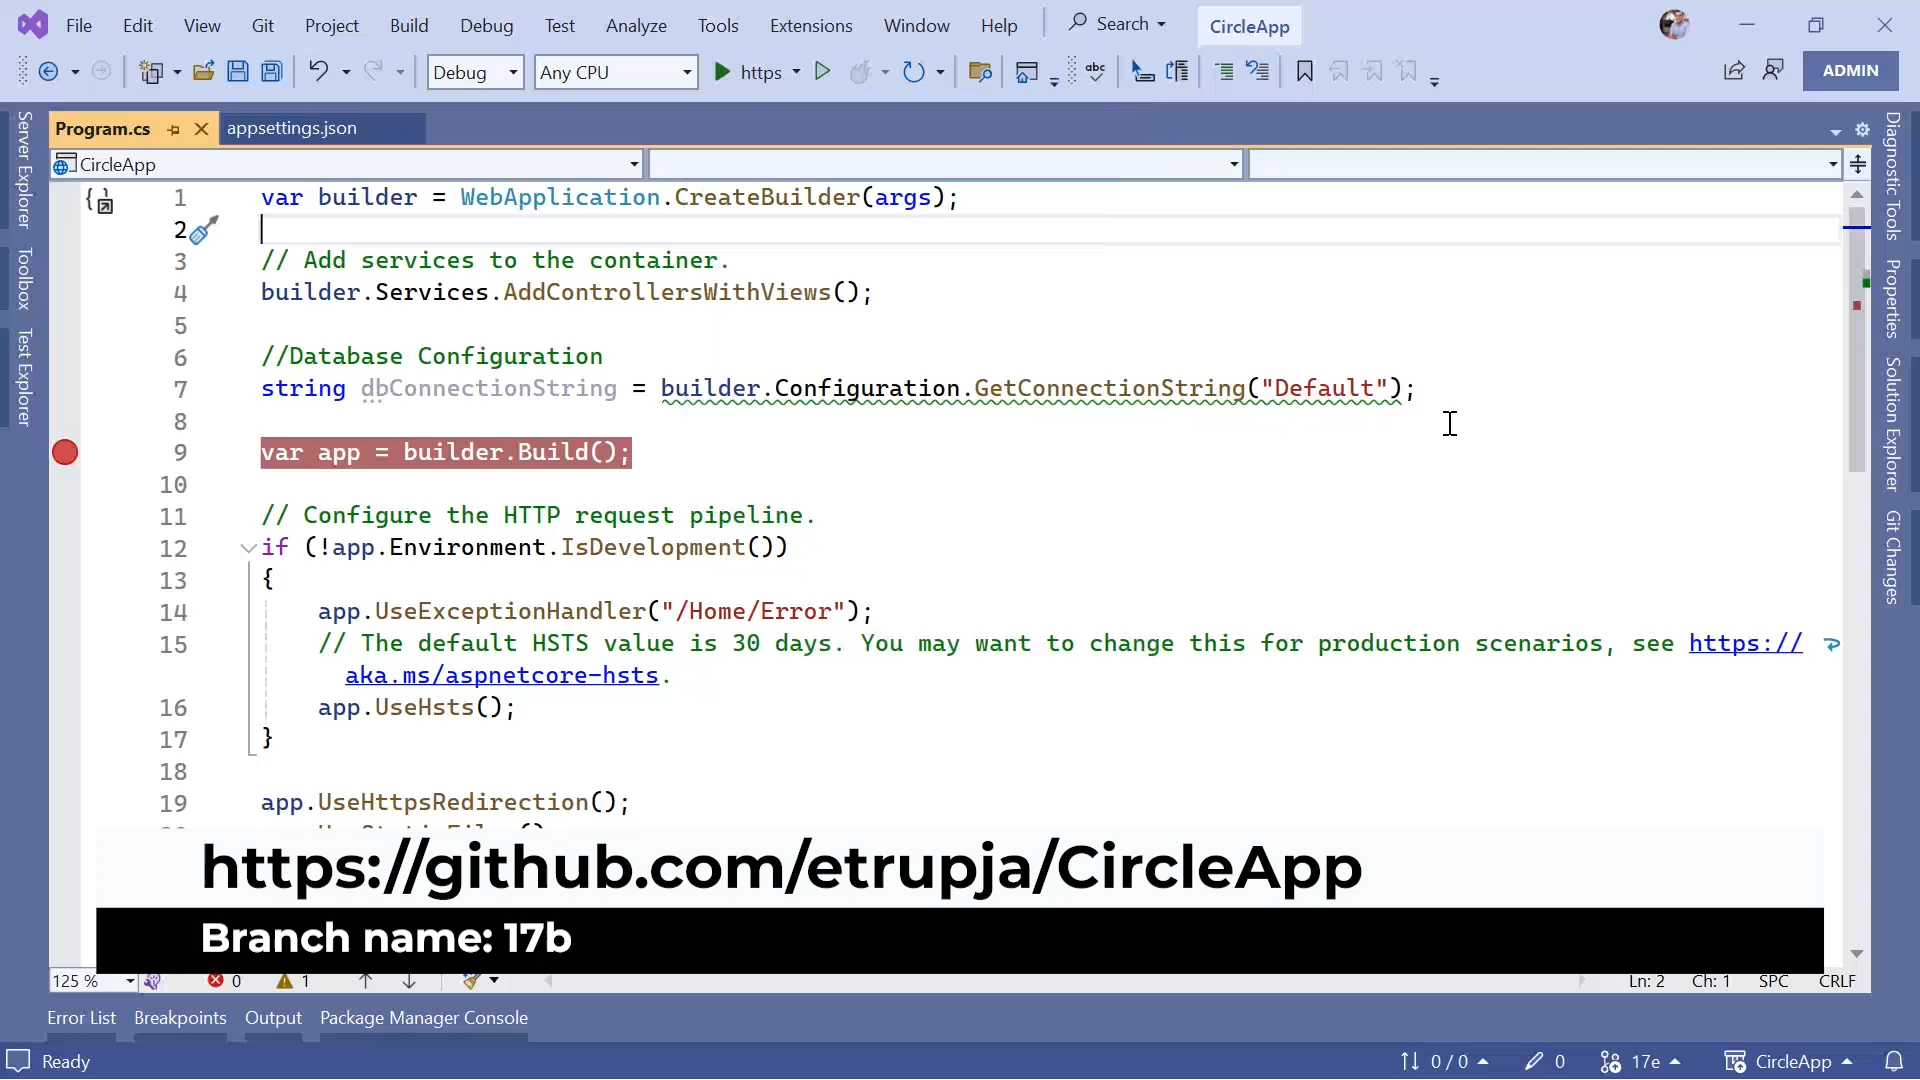 File Edit View Git Project Build Debug Test Analyze Tools Extensions Window Help Search CircleApp
Debug Any CPU https abc ADMIN
Program.cs appsettings.json
CircleApp
Server Explorer
Toolbox
Test Explorer
1 var builder = WebApplication.CreateBuilder(args);
2
3 // Add services to the container.
4 builder.Services.AddControllersWithViews();
5
6 //Database Configuration
7 string dbConnectionString = builder.Configuration.GetConnectionString("Default");
8
9 var app = builder.Build();
10
11 // Configure the HTTP request pipeline.
12 if (!app.Environment.IsDevelopment())
13 {
14 app.UseExceptionHandler("/Home/Error");
15 // The default HSTS value is 30 days. You may want to change this for production scenarios, see https://
aka.ms/aspnetcore-hsts.
16 app.UseHsts();
17 }
18
19 app.UseHttpsRedirection();
Diagnostic Tools
Properties
Solution Explorer
Git Changes
https://github.com/etrupja/CircleApp
Branch name: 17b
125 % 0 1 Ln: 2 Ch: 1 SPC CRLF
Error List Breakpoints Output Package Manager Console
Ready 0 / 0 0 17e CircleApp